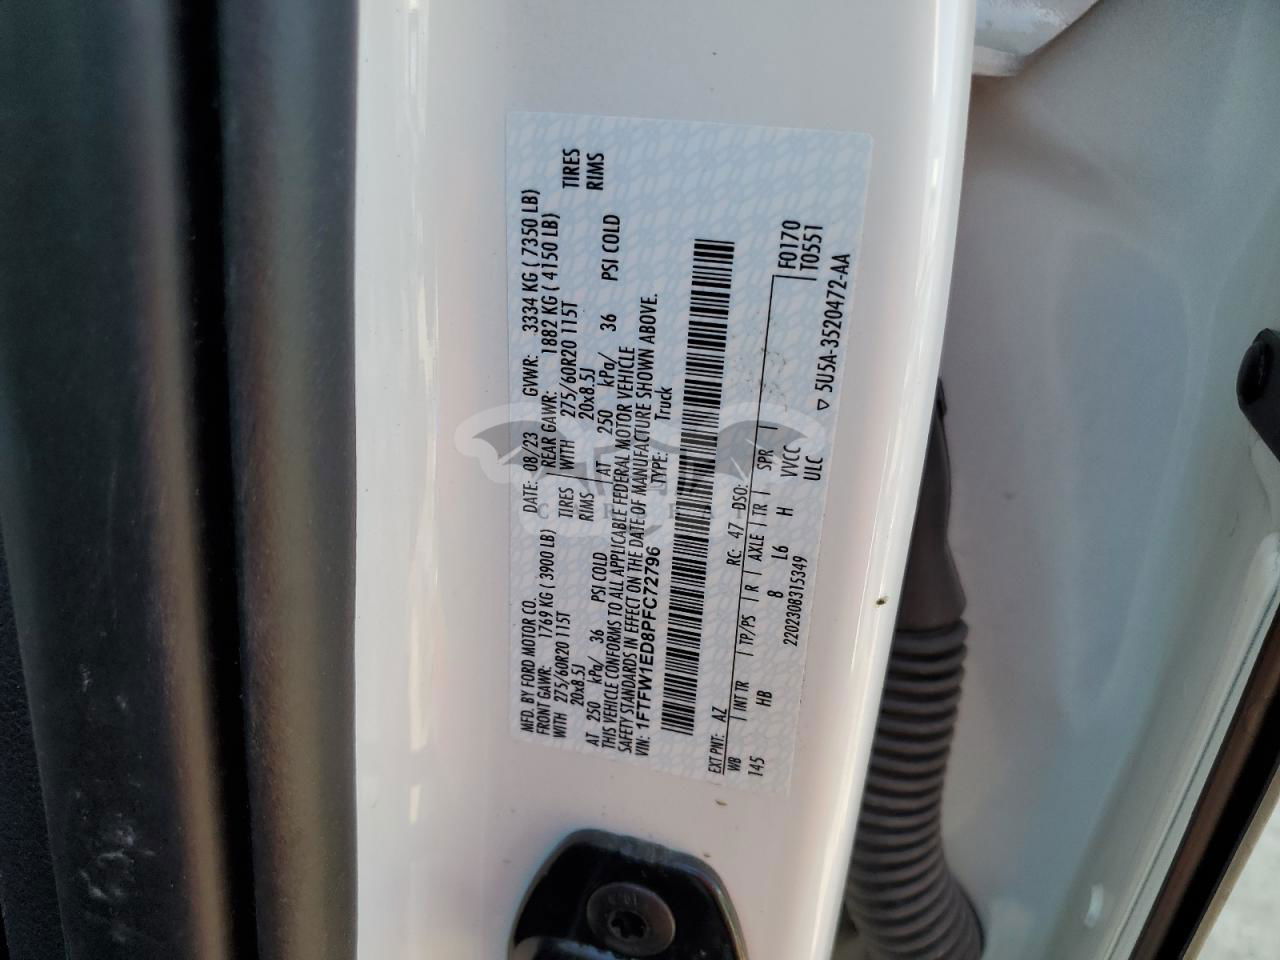 MFD. BY FORD MOTOR CO.
DATE: 08/23 GVWR: 3334 KG ( 7350 LB)
FRONT GAWR: 1769 KG ( 3900 LB)
REAR GAWR: 1882 KG ( 4150 LB)
WITH 275/60R20 115T
TIRES WITH 275/60R20 115T TIRES
20x8.5J
RIMS 20x8.5J RIMS
AT 250 kPa/ 36 PSI COLD
AT 250 kPa/ 36 PSI COLD
THIS VEHICLE CONFORMS TO ALL APPLICABLE FEDERAL MOTOR VEHICLE
SAFETY STANDARDS IN EFFECT ON THE DATE OF MANUFACTURE SHOWN ABOVE.
VIN: 1FTFW1ED8PFC72796 TYPE: Truck
EXT PNT: AZ RC: 47 DSO:
WB INT TR TP/PS R AXLE TR SPR F0170
145 HB 8 L6 H VVCC T0551
2202308315349 ULC
5U5A-3520472-AA